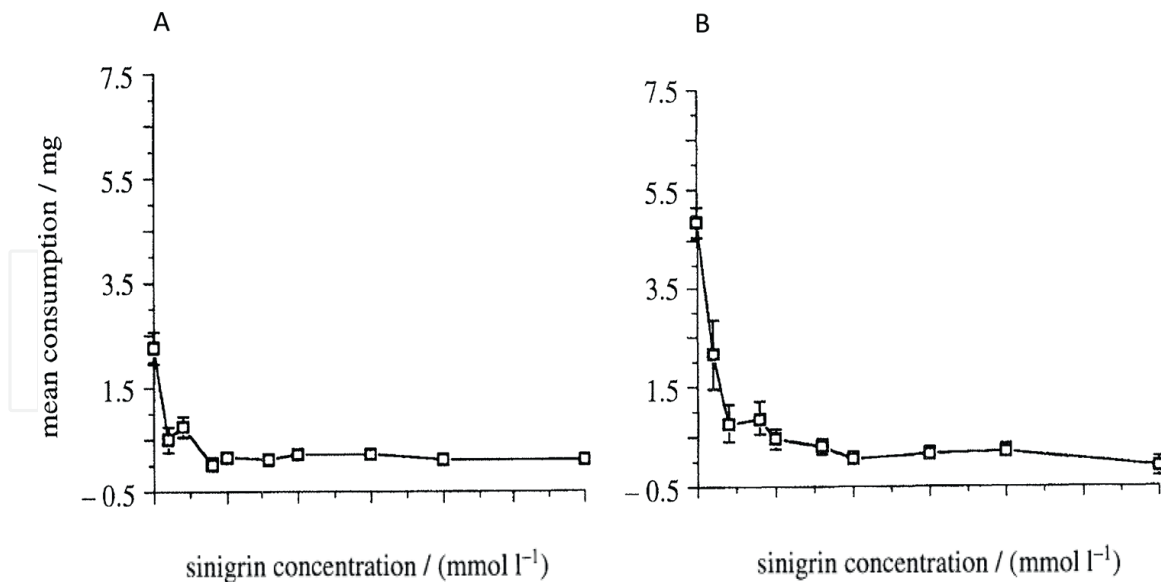 A
B
mean consumption / mg
7.5
5.5
3.5
1.5
– 0.5
7.5
5.5
3.5
1.5
– 0.5
sinigrin concentration / (mmol l⁻¹)
sinigrin concentration / (mmol l⁻¹)